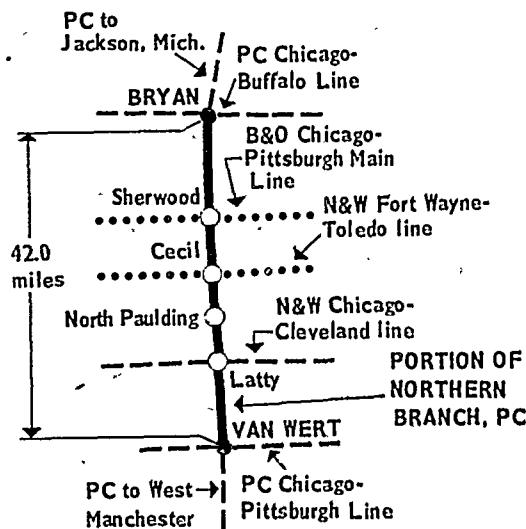 PC to
Jackson, Mich.
PC Chicago-
Buffalo Line
BRYAN
B&O Chicago-
Pittsburgh Main
Line
Sherwood
N&W Fort Wayne-
Toledo line
Cecil
42.0
miles
North Paulding
N&W Chicago-
Cleveland line
Latty
PORTION OF
NORTHERN
BRANCH, PC
VAN WERT
PC to West
Manchester
PC Chicago-
Pittsburgh Line